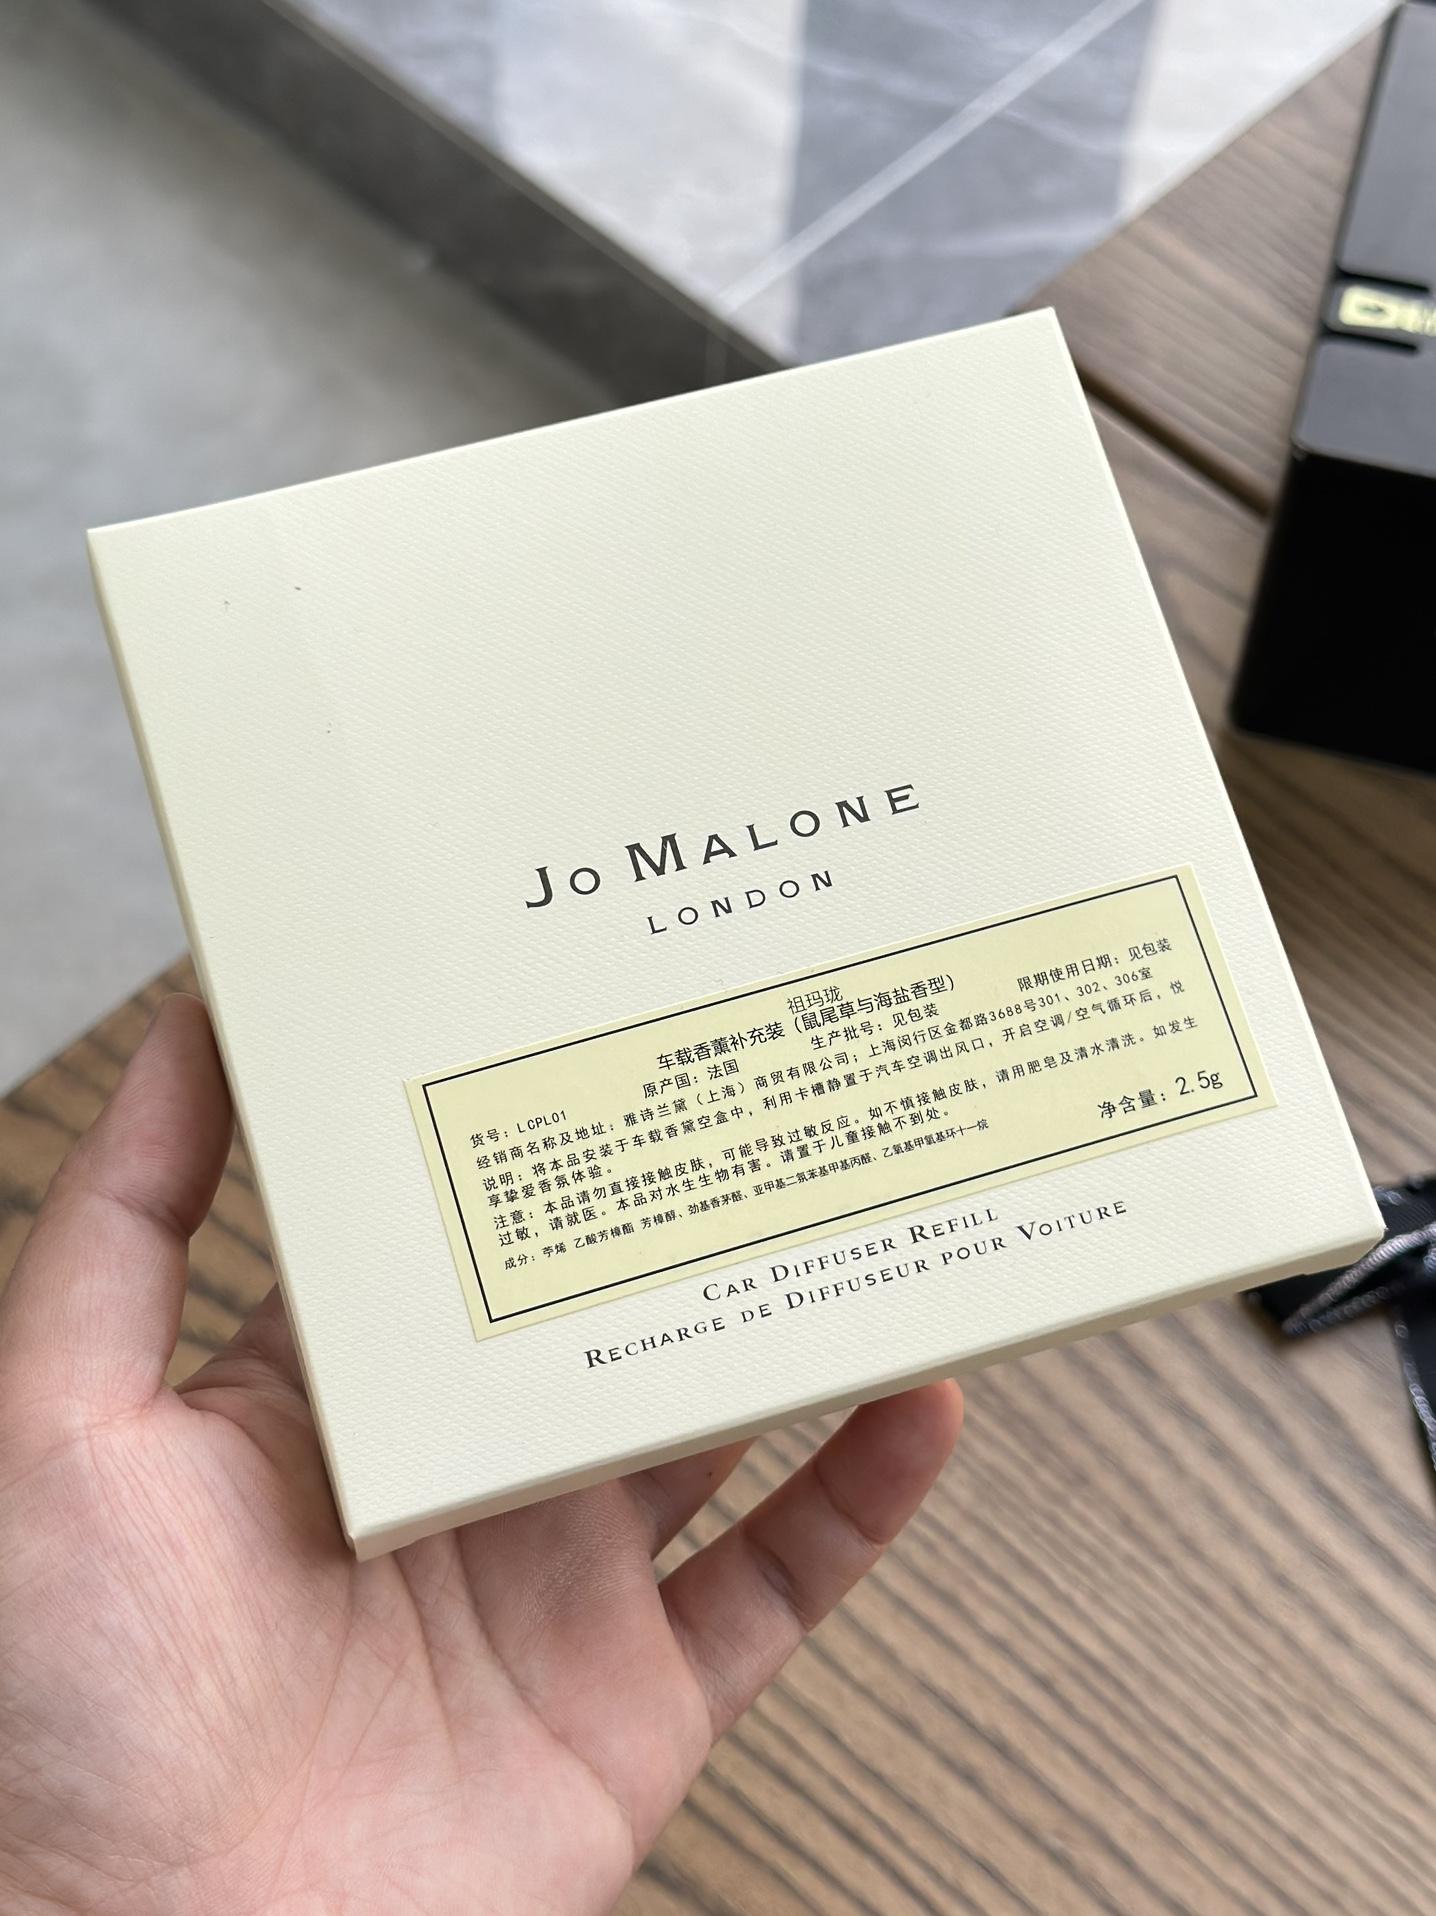 JO MALONE
LONDON
祖玛珑
车载香薰补充装（鼠尾草与海盐香型）
货号：LCPL01 原产国：法国 生产批号：见包装 限期使用日期：见包装
经销商名称及地址：雅诗兰黛（上海）商贸有限公司；上海闵行区金都路3688号301、302、306室
说明：将本品安装于车载香黛空盒中，利用卡槽静置于汽车空调出风口，开启空调/空气循环后，悦
享挚爱香氛体验。
注意：本品请勿直接接触皮肤，可能导致过敏反应。如不慎接触皮肤，请用肥皂及清水清洗。如发生
过敏，请就医。本品对水生生物有害。请置于儿童接触不到处。
成分：苧烯 乙酸芳樟酯 芳樟醇、劲基香茅醛、亚甲基二氛苯基甲基丙醛、乙氧基甲氧基环十一烷
净含量：2.5g
CAR DIFFUSER REFILL
RECHARGE DE DIFFUSEUR POUR VOITURE